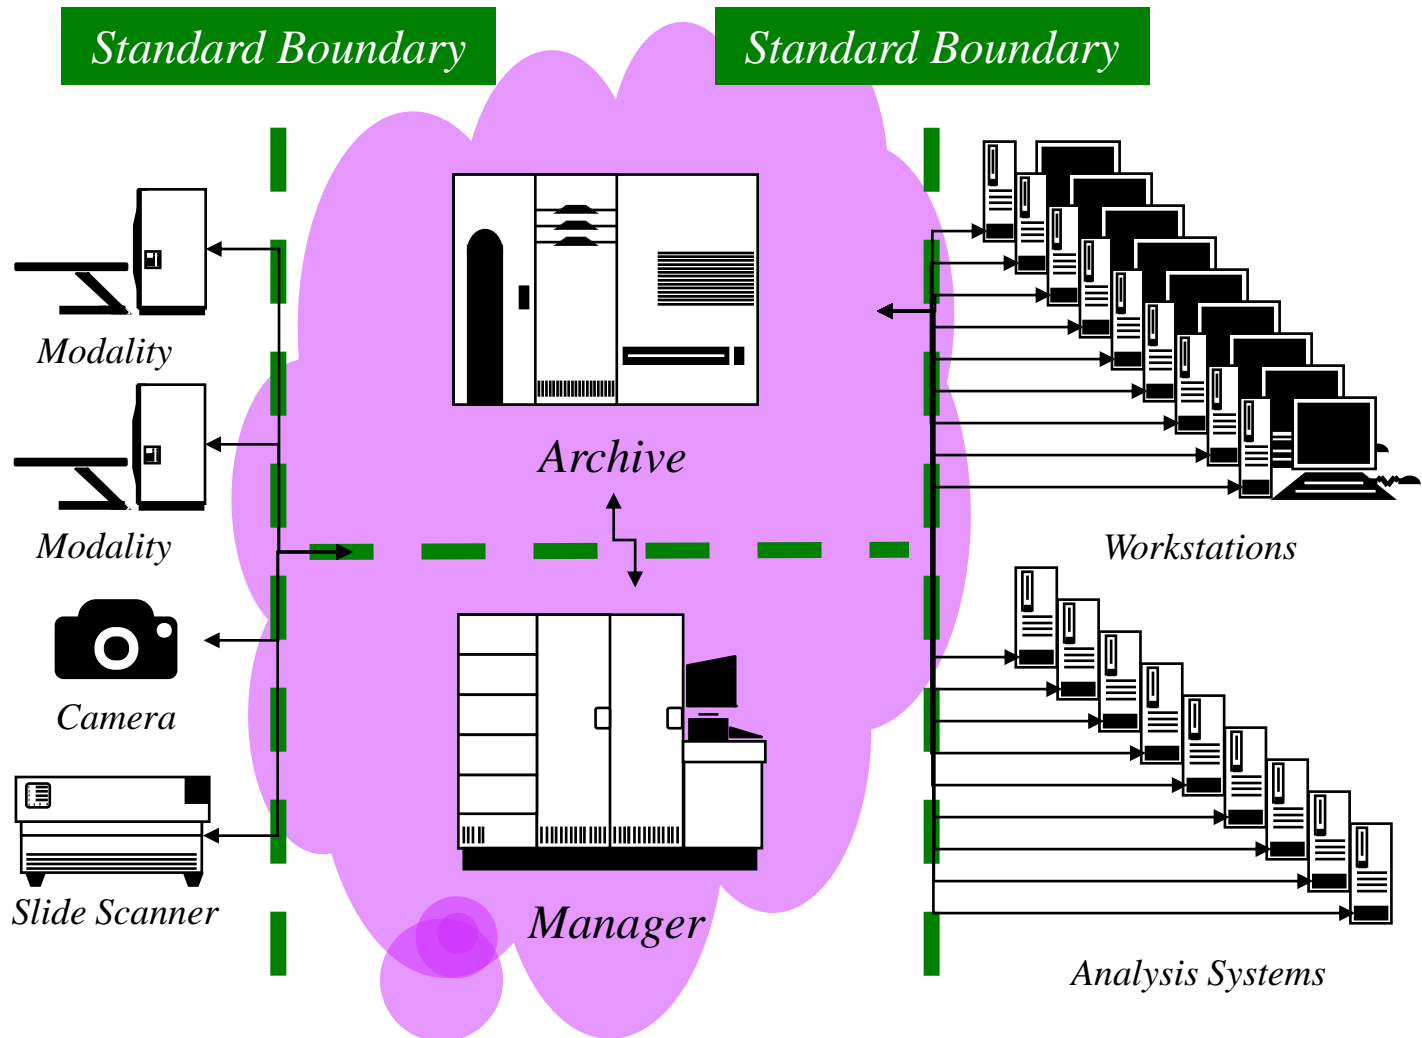 Standard Boundary
Standard Boundary
Modality
Archive
Modality
Workstations
Camera
Slide Scanner
Manager
Analysis Systems